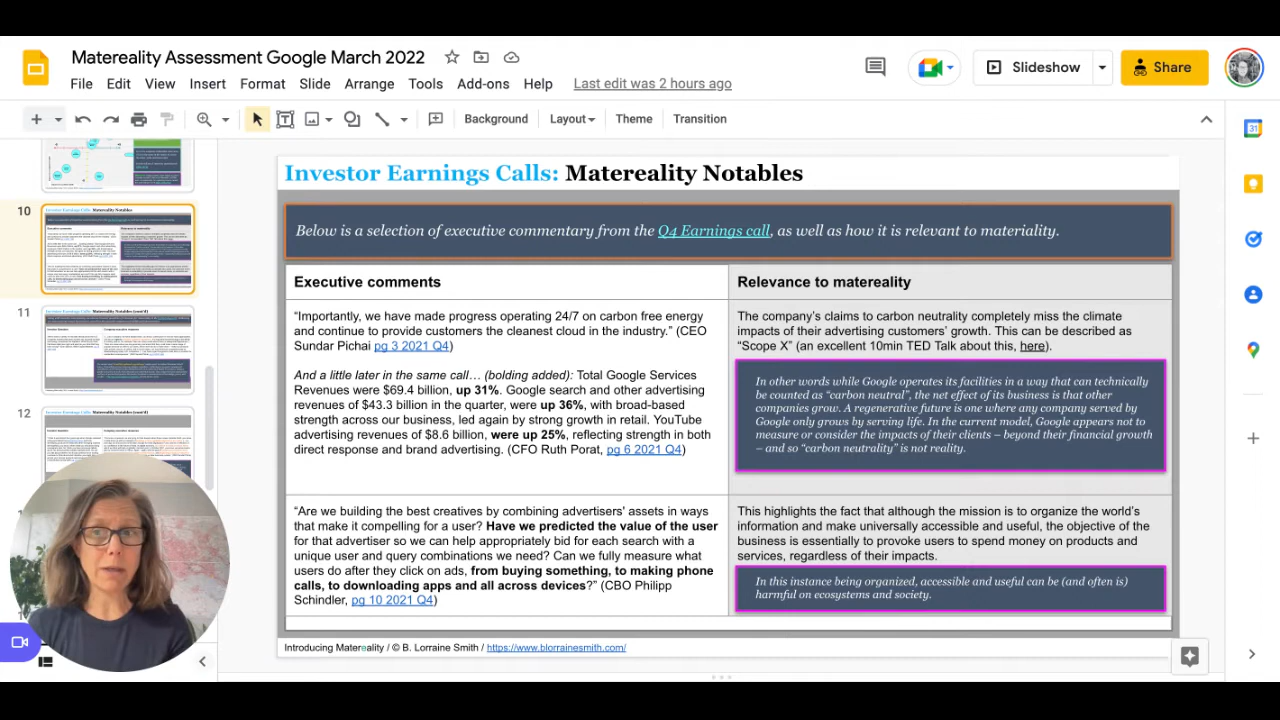 Matereality Assessment Google March 2022
File Edit View Insert Format Slide Arrange Tools Add-ons Help Last edit was 2 hours ago
Slideshow
Share
Background Layout Theme Transition
10
11
12
Investor Earnings Calls: Matereality Notables
Below is a selection of executive commentary from the Q4 Earnings call, as well as how it is relevant to materiality.
Executive comments
“Importantly, we have made progress operating 24/7 on carbon free energy
and continue to provide customers the cleanest cloud in the industry.” (CEO
Sundar Pichai pg 3 2021 Q4)
And a little later in the same call… (bolding added): Total Google Services
Revenues were $69.4 billion, up 31%. Google search and other advertising
revenues of $43.3 billion in the quarter, were up 36%, with broad-based
strength across our business, led again by strong growth in retail. YouTube
advertising revenues of $8.6 billion, were up 25%, reflecting strength in both
direct response and brand advertising. (CFO Ruth Porat, pg 6 2021 Q4)
Relevance to matereality
The company’s claims to carbon neutrality completely miss the climate
impacts of their advertising customers’ growth. This can be described as
“Scope X” (an excellent 10min TED Talk about this, here).
In other words while Google operates its facilities in a way that can technically
be counted as “carbon neutral”, the net effect of its business is that other
companies grow. A regenerative future is one where any company served by
Google only grows by serving life. In the current model, Google appears not to
measure or consider the impacts of their clients – beyond their financial growth
– and so “carbon neutrality” is not reality.
“Are we building the best creatives by combining advertisers’ assets in ways
that make it compelling for a user? Have we predicted the value of the user
for that advertiser so we can help appropriately bid for each search with a
unique user and query combinations we need? Can we fully measure what
users do after they click on ads, from buying something, to making phone
calls, to downloading apps and all across devices?” (CBO Philipp
Schindler, pg 10 2021 Q4)
This highlights the fact that although the mission is to organize the world’s
information and make universally accessible and useful, the objective of the
business is essentially to provoke users to spend money on products and
services, regardless of their impacts.
In this instance being organized, accessible and useful can be (and often is)
harmful on ecosystems and society.
Introducing Matereality / © B. Lorraine Smith / https://www.blorrainesmith.com/